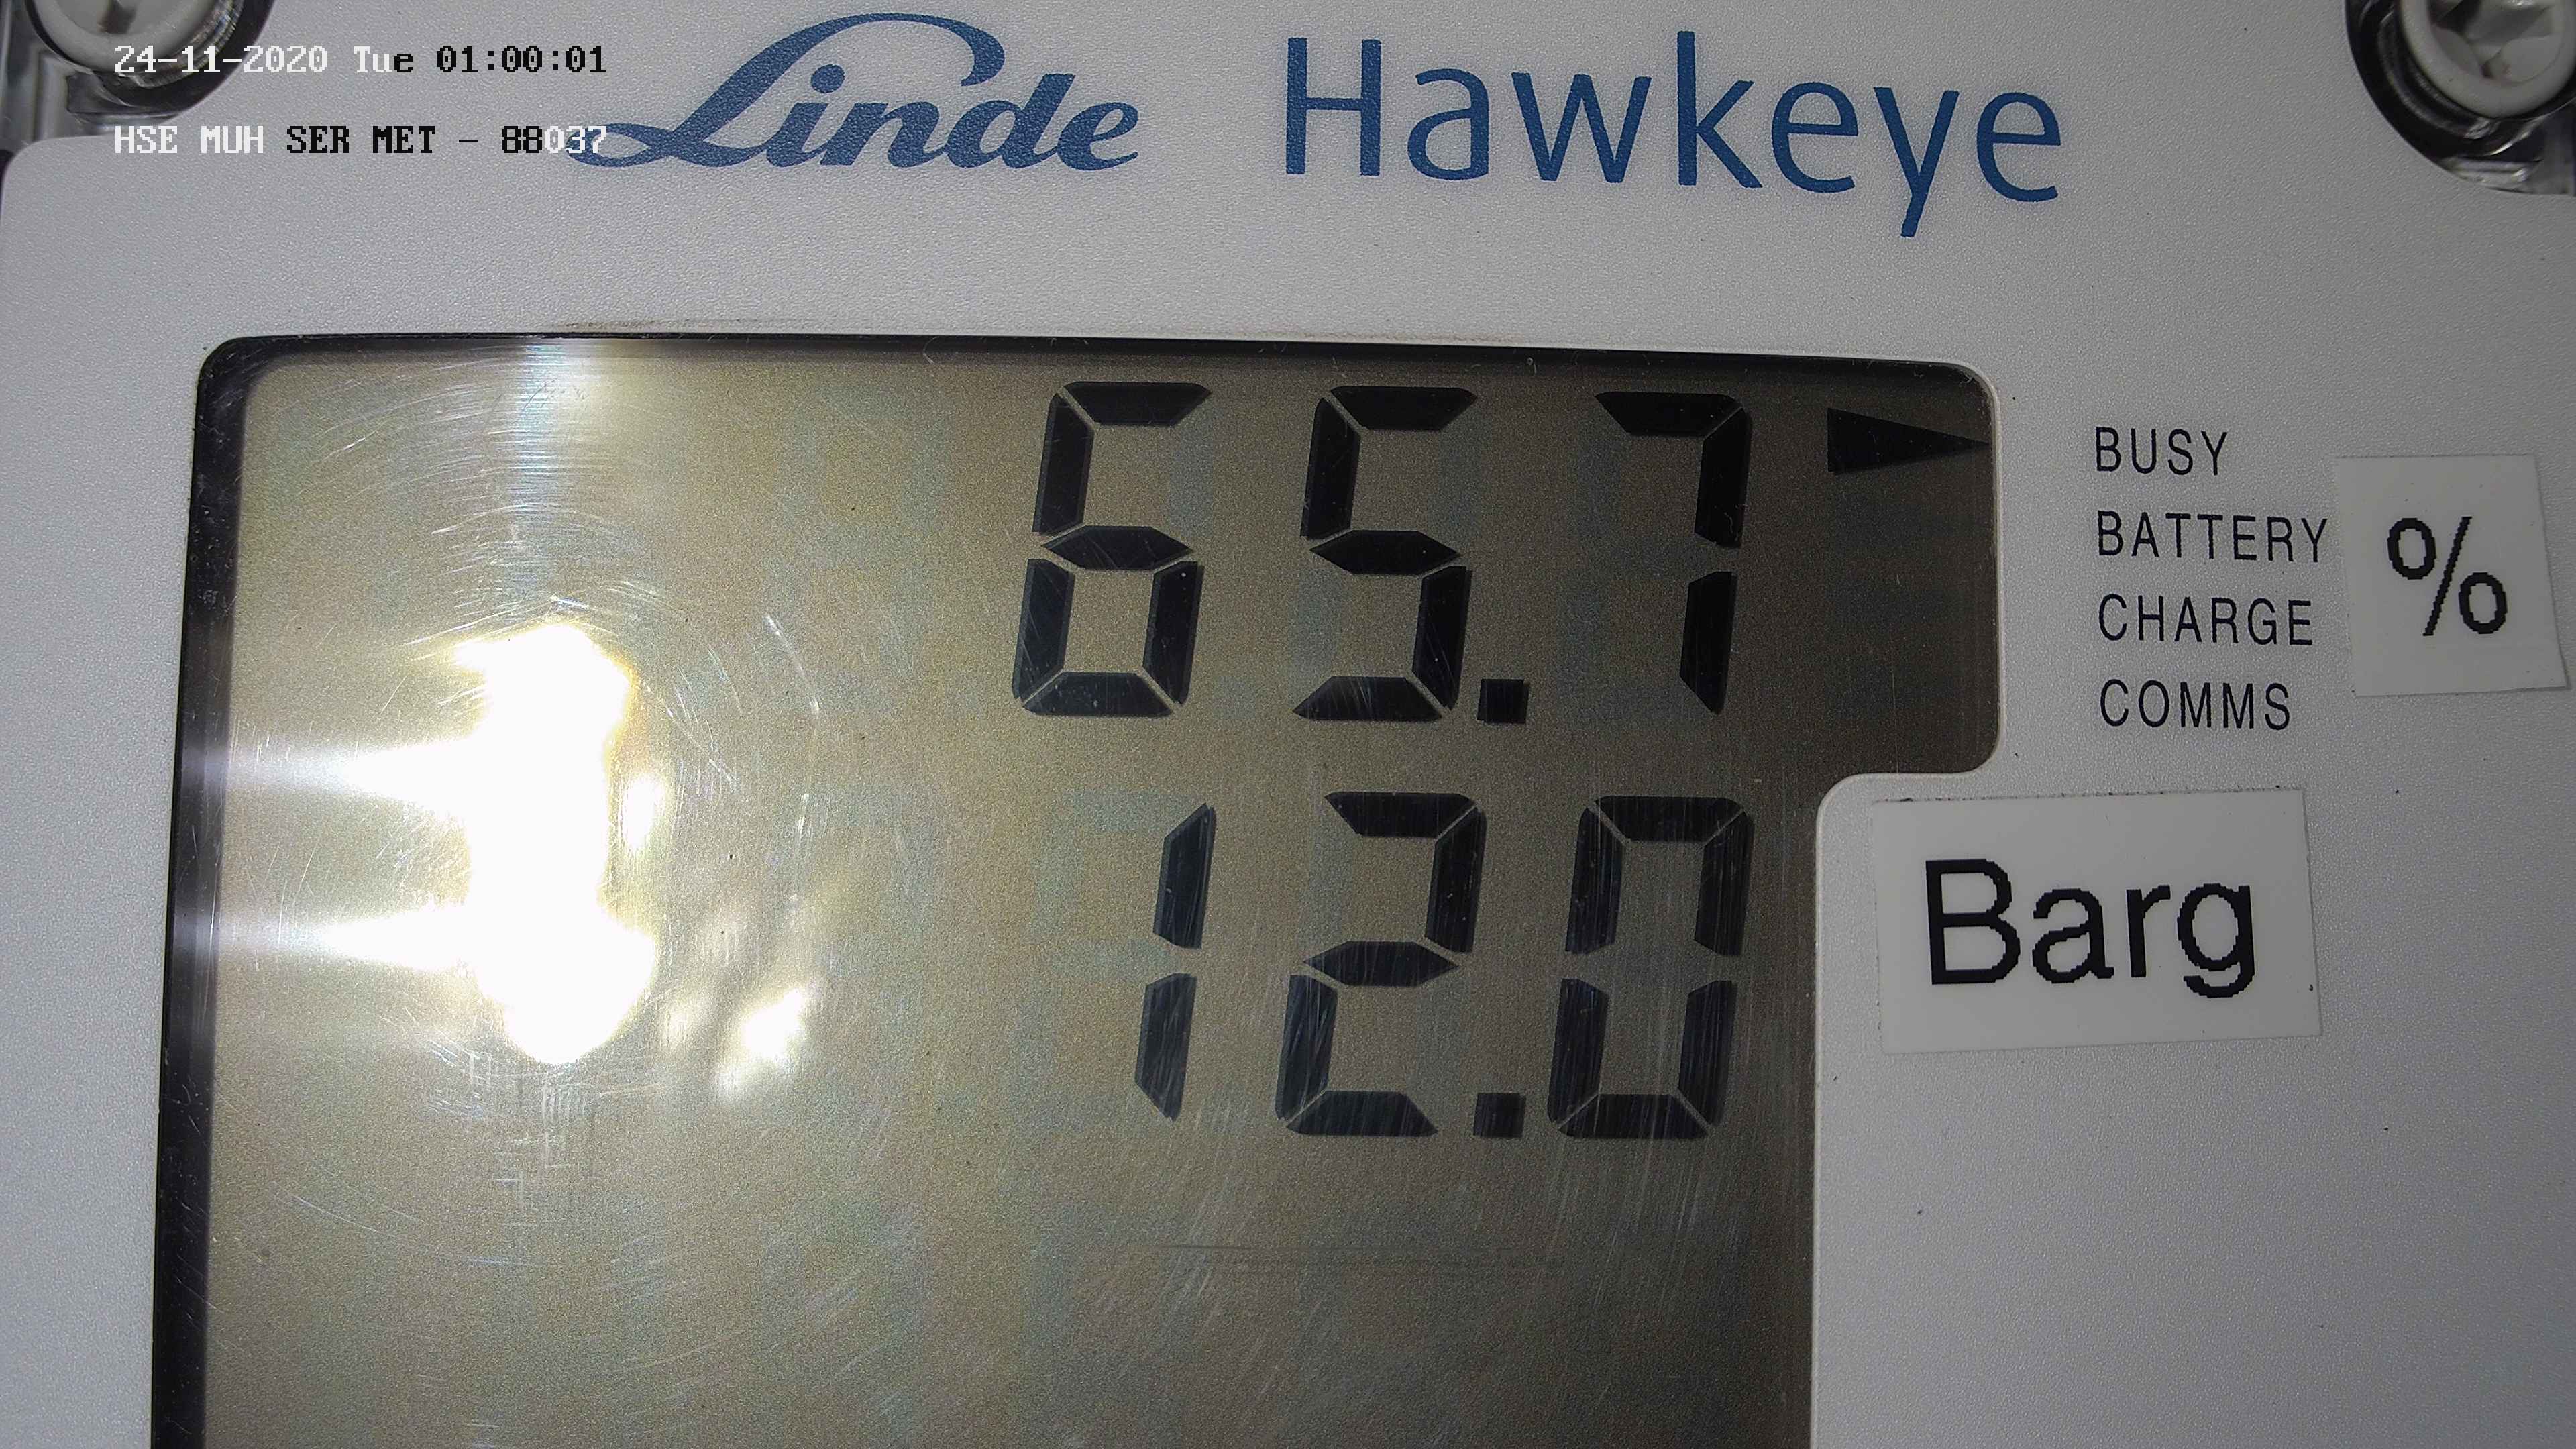 24-11-2020 Tue 01:00:01
HSE MUH SER MET - 88037
Linde Hawkeye
65.7
BUSY
BATTERY
CHARGE
COMMS
%
12.0
Barg